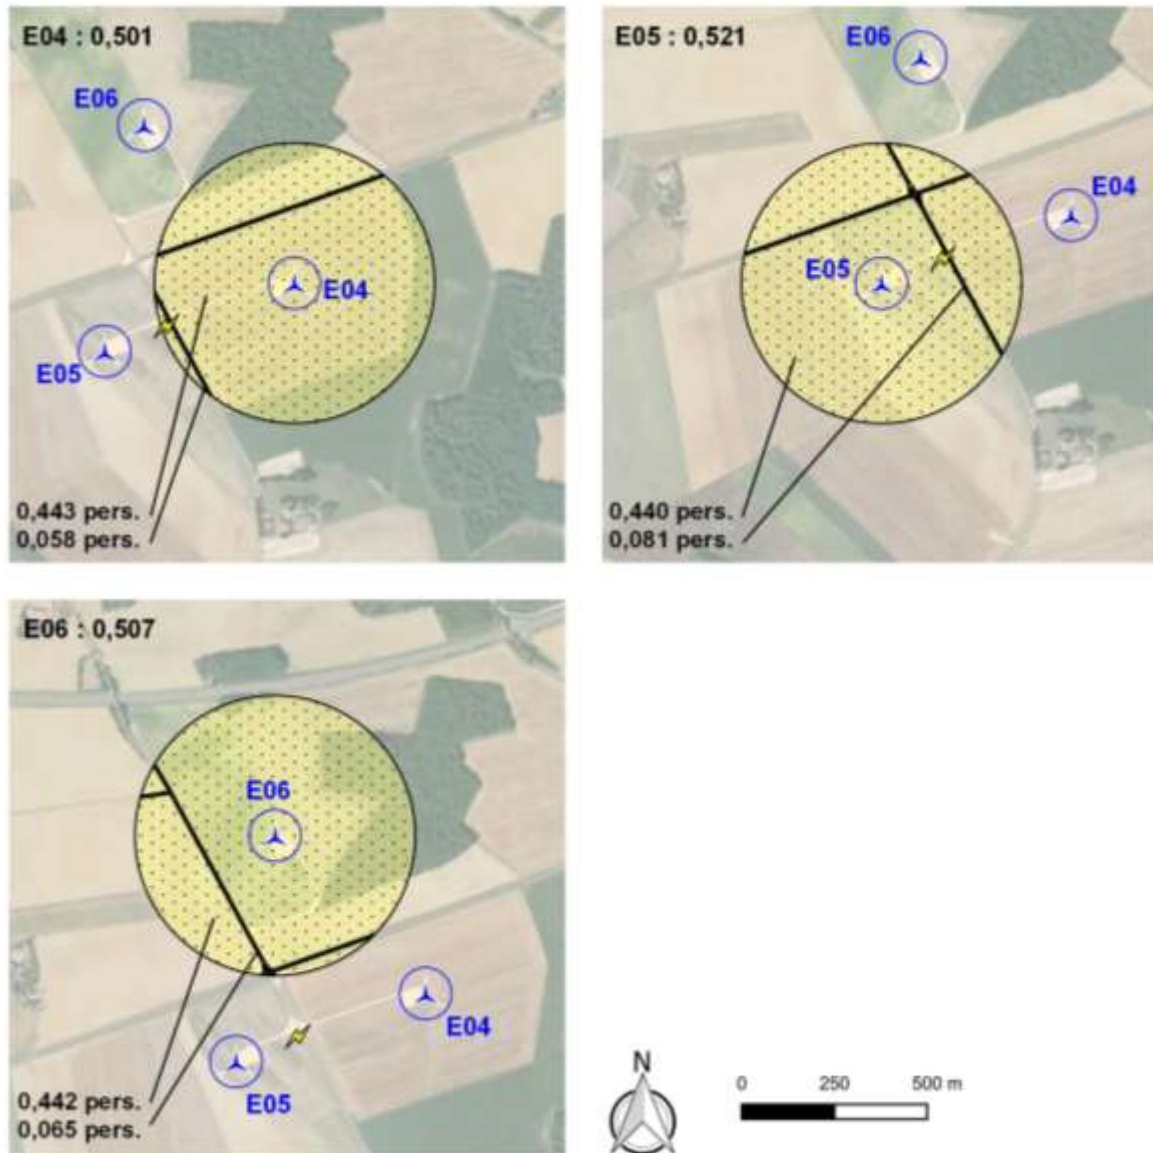 E04 : 0,501
E06
E04
E05
0,443 pers.
0,058 pers.
E05 : 0,521
E06
E04
E05
0,440 pers.
0,081 pers.
E06 : 0,507
E06
E04
E05
0,442 pers.
0,065 pers.
N
0 250 500 m